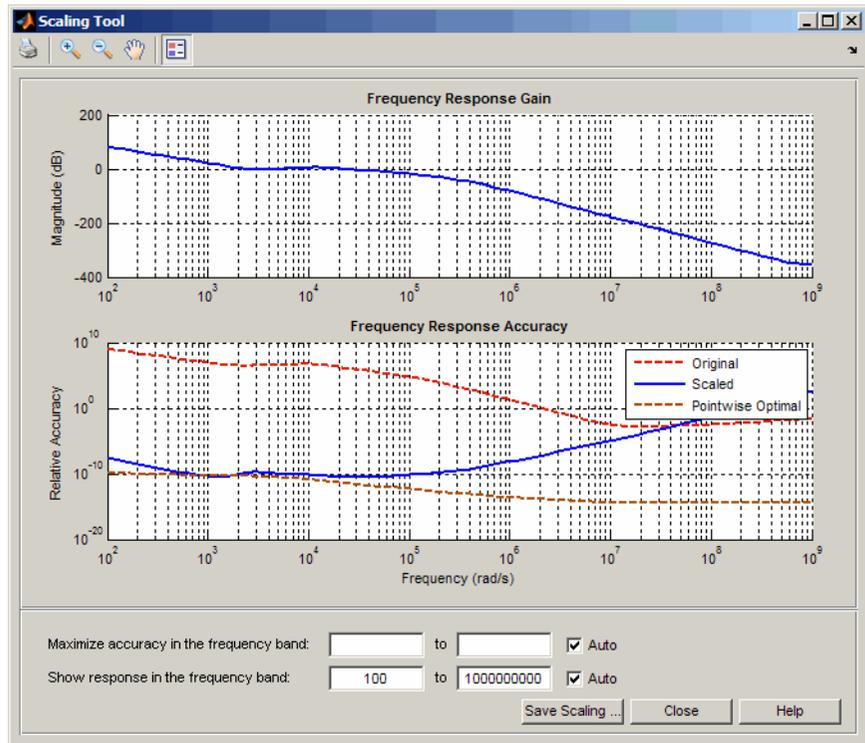 Scaling Tool
Frequency Response Gain
200
0
-200
-400
Magnitude (dB)
10^2 10^3 10^4 10^5 10^6 10^7 10^8 10^9
Frequency Response Accuracy
10^10
10^0
10^-10
10^-20
Relative Accuracy
Original
Scaled
Pointwise Optimal
10^2 10^3 10^4 10^5 10^6 10^7 10^8 10^9
Frequency (rad/s)
Maximize accuracy in the frequency band: to Auto
Show response in the frequency band: 100 to 1000000000 Auto
Save Scaling ... Close Help